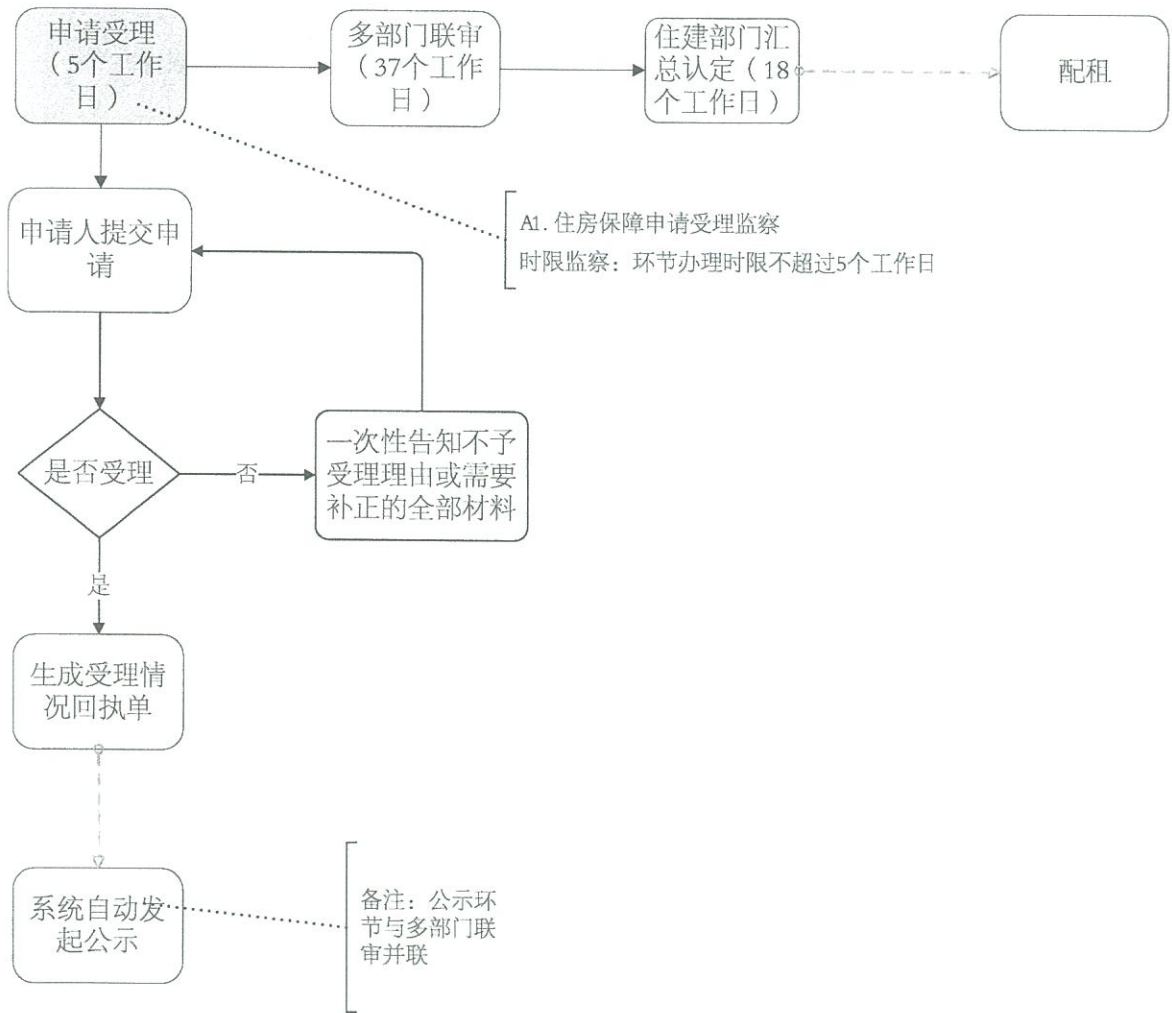 申请受理
（5个工作
日）
多部门联审
（37个工作
日）
住建部门汇
总认定（18
个工作日）
配租
A1.住房保障申请受理监察
时限监察：环节办理时限不超过5个工作日
申请人提交申
请
是否受理
否
一次性告知不予
受理理由或需要
补正的全部材料
是
生成受理情
况回执单
系统自动发
起公示
备注：公示环
节与多部门联
审并联